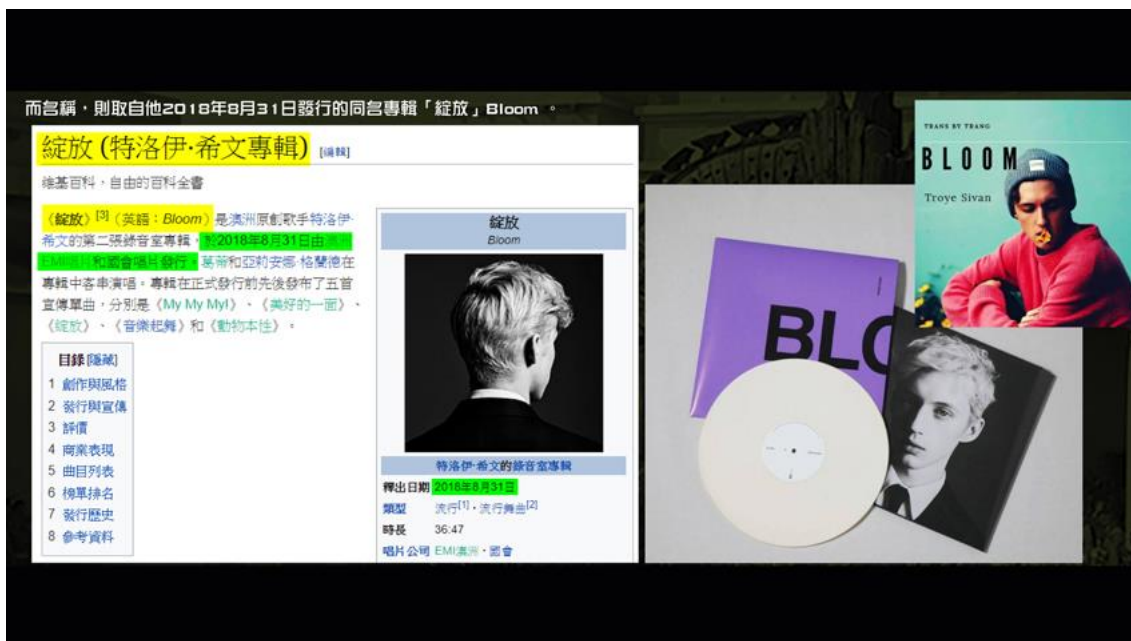 而名稱，則取自他2018年8月31日發行的同名專輯「綻放」Bloom 。
綻放 (特洛伊·希文專輯) [編輯]
維基百科，自由的百科全書
《綻放》[3]（英語：Bloom）是澳洲原創歌手特洛伊·
希文的第二張錄音室專輯，於2018年8月31日由澳洲
EMI唱片和國會唱片發行。葛蒂和亞莉安娜·格蘭德在
專輯中客串演唱。專輯在正式發行前先後發布了五首
宣傳單曲，分別是《My My My!》、《美好的一面》、
《綻放》、《音樂起舞》和《動物本性》。
目錄 [隱藏]
1 創作與風格
2 發行與宣傳
3 評價
4 商業表現
5 曲目列表
6 榜單排名
7 發行歷史
8 參考資料
綻放
Bloom
特洛伊·希文的錄音室專輯
釋出日期 2018年8月31日
類型 流行[1]·流行舞曲[2]
時長 36:47
唱片公司 EMI澳洲·國會
TRANS BY TRANG
BLOOM
Troye Sivan
BLO